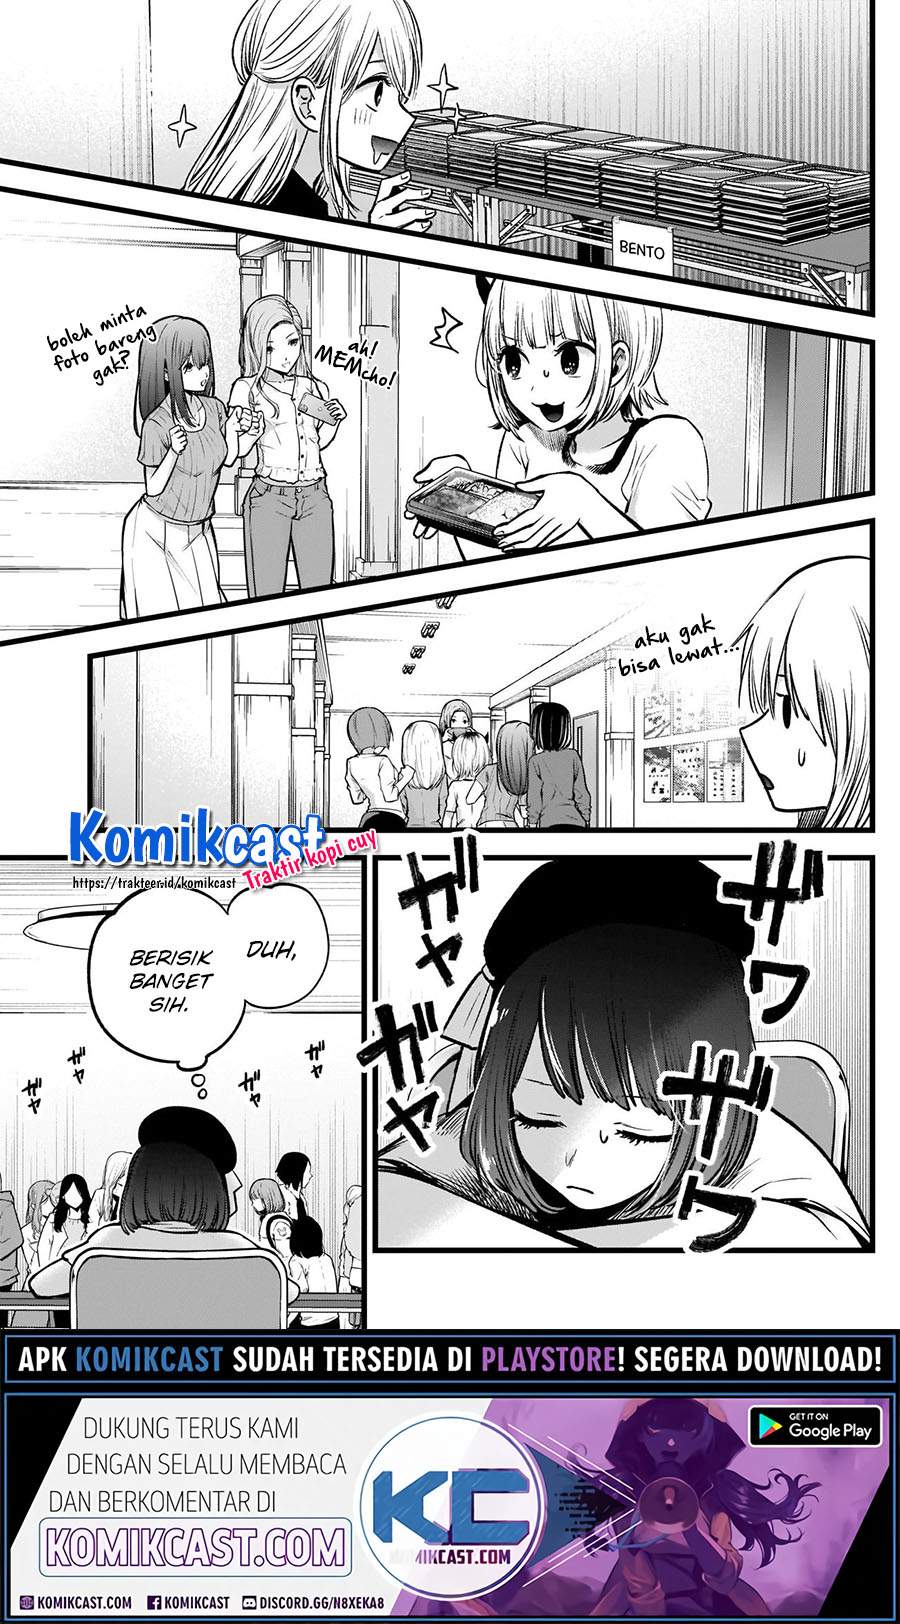 BENTO
boleh minta
foto bareng
gak?
ah!
MEMcho!
aku gak
bisa lewat...
Komikcast
Traktir kopi cuy
https://trakteer.id/komikcast
DUH,
BERISIK
BANGET
SIH.
ガヤ
ガヤ
ガヤ
ガヤ
ザワ
ガヤ
ガヤ
ザワ
APK KOMIKCAST SUDAH TERSEDIA DI PLAYSTORE! SEGERA DOWNLOAD!
DUKUNG TERUS KAMI
DENGAN SELALU MEMBACA
DAN BERKOMENTAR DI
KOMIKCAST.COM
KOMIKCAST.COM
KOMIKCAST
DISCORD.GG/N8XEKA8
KC
KOMIKCAST.COM
GET IT ON
Google Play